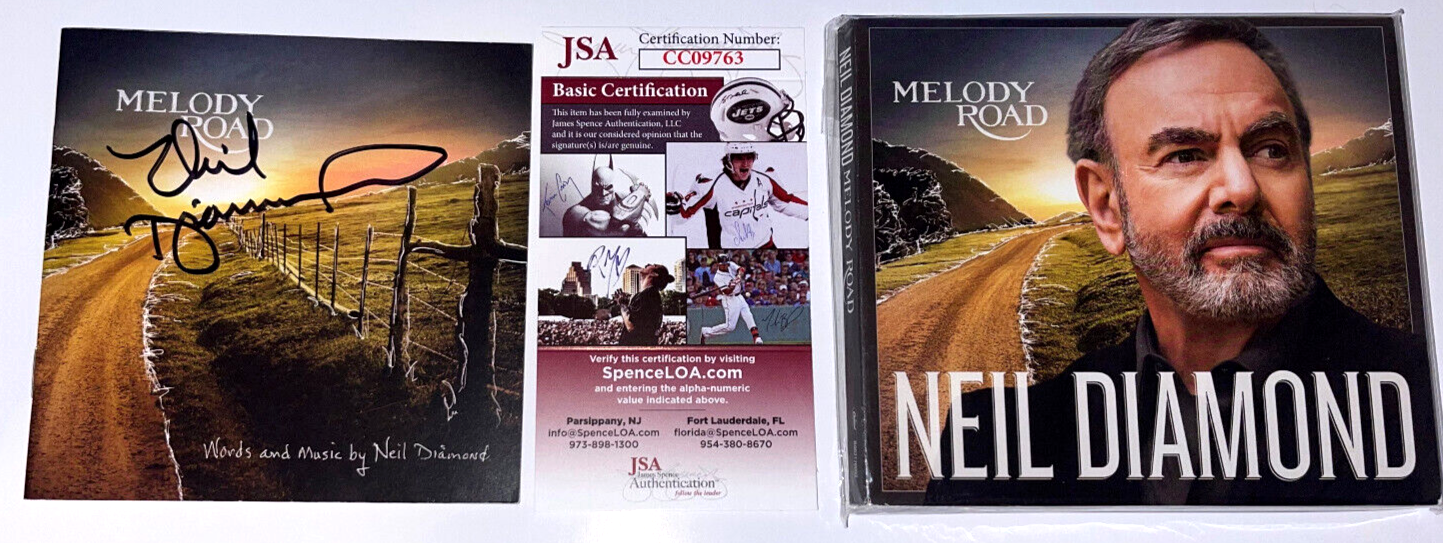 MELODY
ROAD
Neil
Diamond
Words and Music by Neil Diamond
JSA
Certification Number:
CC09763
Basic Certification
This item has been fully examined by
James Spence Authentication, LLC
and it is our considered opinion that the
signature(s) is/are genuine.
JETS
capitals
Verify this certification by visiting
SpenceLOA.com
and entering the alpha-numeric
value indicated above.
Parsippany, NJ
info@SpenceLOA.com
973-898-1300
Fort Lauderdale, FL
florida@SpenceLOA.com
954-380-8670
JSA
James Spence
Authentication
Follow the leader
NEIL DIAMOND MELODY ROAD
MELODY
ROAD
NEIL DIAMOND